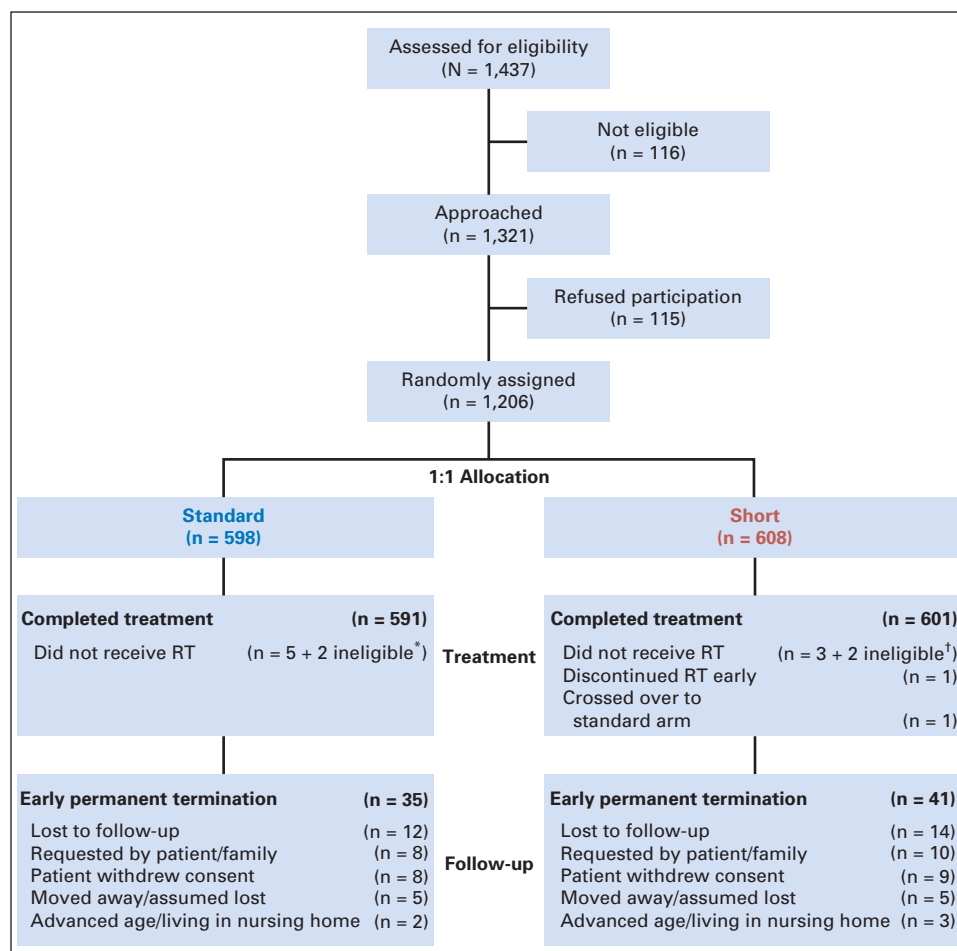 Assessed for eligibility
(N = 1,437)
Not eligible
(n = 116)
Approached
(n = 1,321)
Refused participation
(n = 115)
Randomly assigned
(n = 1,206)
1:1 Allocation
Standard
(n = 598)
Short
(n = 608)
Completed treatment (n = 591)
Did not receive RT (n = 5 + 2 ineligible*)
Treatment
Completed treatment (n = 601)
Did not receive RT (n = 3 + 2 ineligible†)
Discontinued RT early (n = 1)
Crossed over to
standard arm (n = 1)
Early permanent termination (n = 35)
Lost to follow-up (n = 12)
Requested by patient/family (n = 8)
Patient withdrew consent (n = 8)
Moved away/assumed lost (n = 5)
Advanced age/living in nursing home (n = 2)
Follow-up
Early permanent termination (n = 41)
Lost to follow-up (n = 14)
Requested by patient/family (n = 10)
Patient withdrew consent (n = 9)
Moved away/assumed lost (n = 5)
Advanced age/living in nursing home (n = 3)